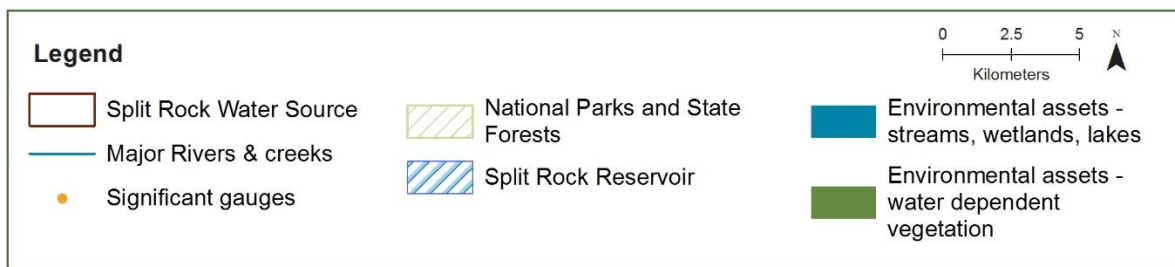 Legend
0 2.5 5 N
Kilometers
Split Rock Water Source
Major Rivers & creeks
Significant gauges
National Parks and State
Forests
Split Rock Reservoir
Environmental assets -
streams, wetlands, lakes
Environmental assets -
water dependent
vegetation